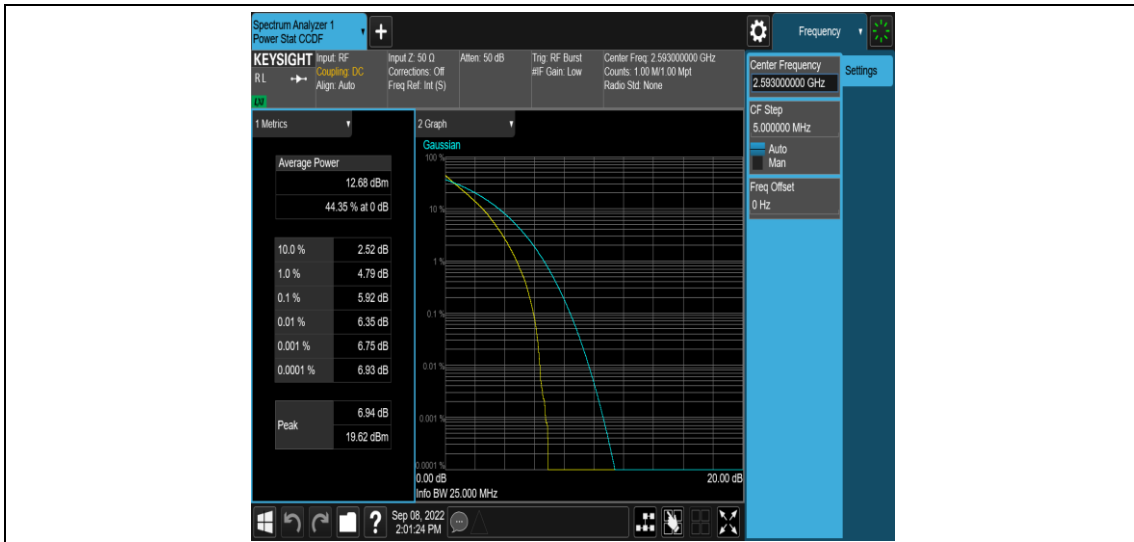 Spectrum Analyzer 1
Power Stat CCDF
+
Frequency
KEYSIGHT
RL
LM
Input: RF
Coupling: DC
Align: Auto
Input Z: 50 Ω
Corrections: Off
Freq Ref: Int (S)
Atten: 50 dB
Trig: RF Burst
#IF Gain: Low
Center Freq: 2.593000000 GHz
Counts: 1.00 M/1.00 Mpt
Radio Std: None
Center Frequency
2.593000000 GHz
Settings
CF Step
5.000000 MHz
Auto
Man
Freq Offset
0 Hz
1 Metrics
Average Power
12.68 dBm
44.35 % at 0 dB
10.0 % 2.52 dB
1.0 % 4.79 dB
0.1 % 5.92 dB
0.01 % 6.35 dB
0.001 % 6.75 dB
0.0001 % 6.93 dB
Peak
6.94 dB
19.62 dBm
2 Graph
Gaussian
100 %
10 %
1 %
0.1 %
0.01 %
0.001 %
0.0001 %
0.00 dB 20.00 dB
Info BW 25.000 MHz
?
Sep 08, 2022
2:01:24 PM